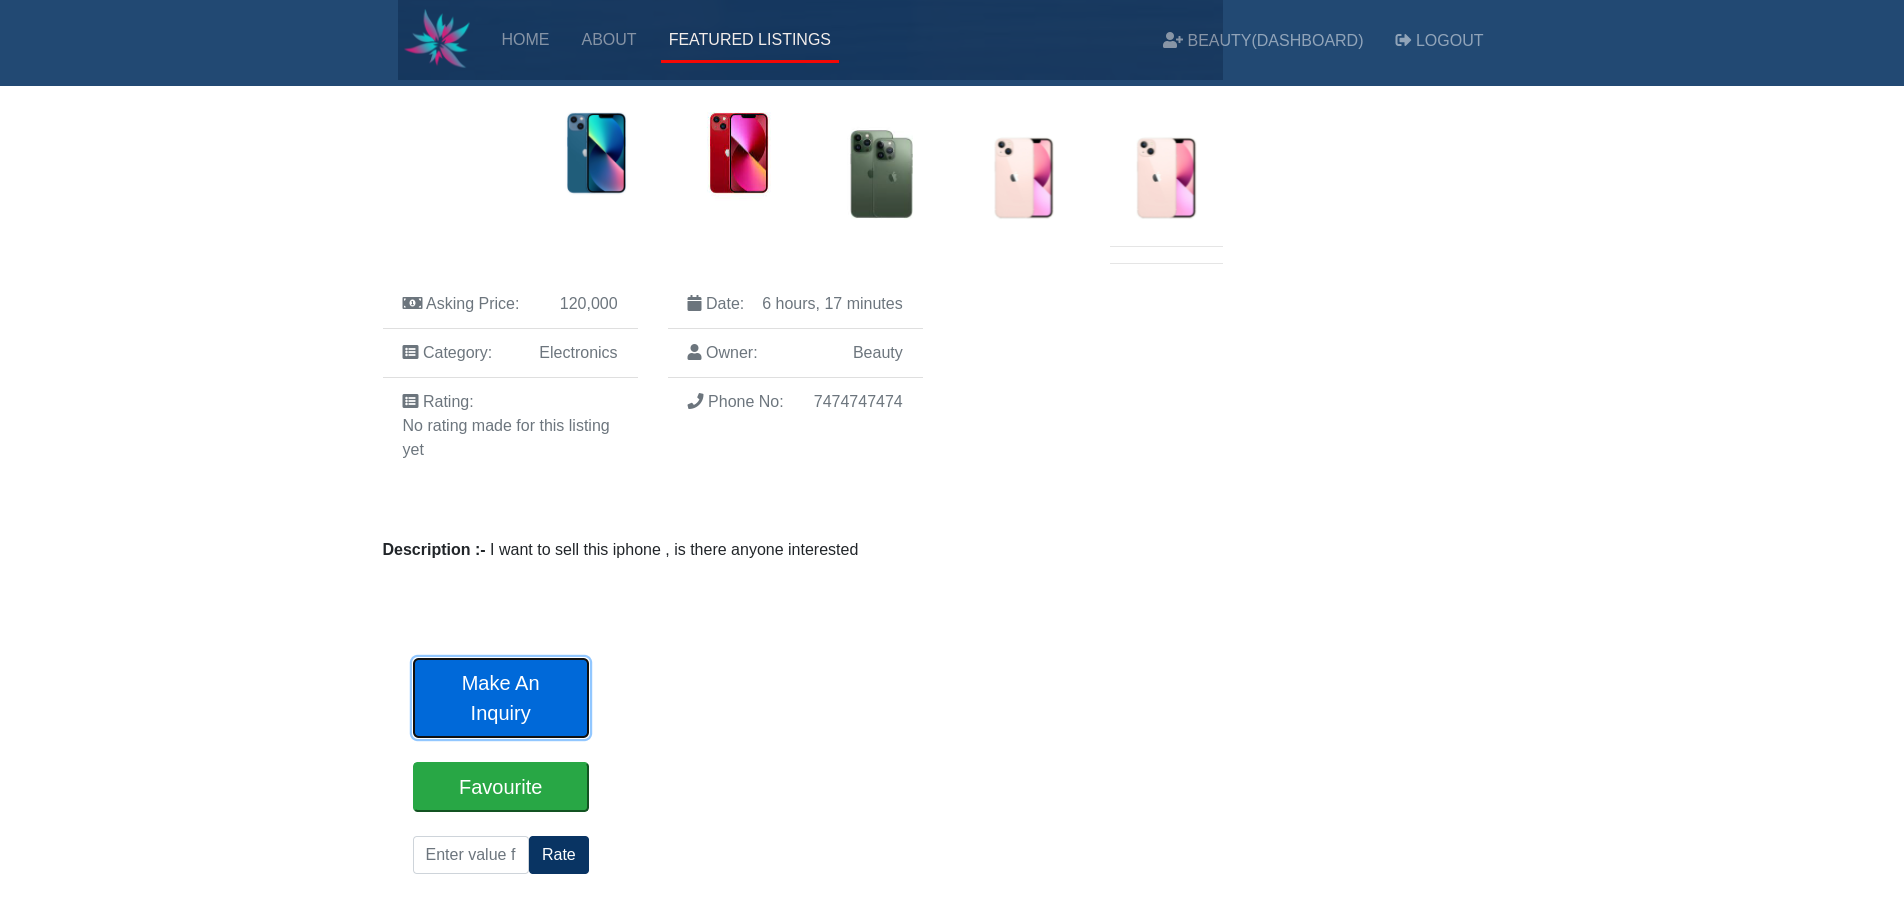 HOME ABOUT FEATURED LISTINGS BEAUTY(DASHBOARD) LOGOUT
Asking Price: 120,000
Date: 6 hours, 17 minutes
Category: Electronics
Owner: Beauty
Rating:
No rating made for this listing
yet
Phone No: 7474747474
Description :- I want to sell this iphone , is there anyone interested
Make An
Inquiry
Favourite
Enter value f Rate